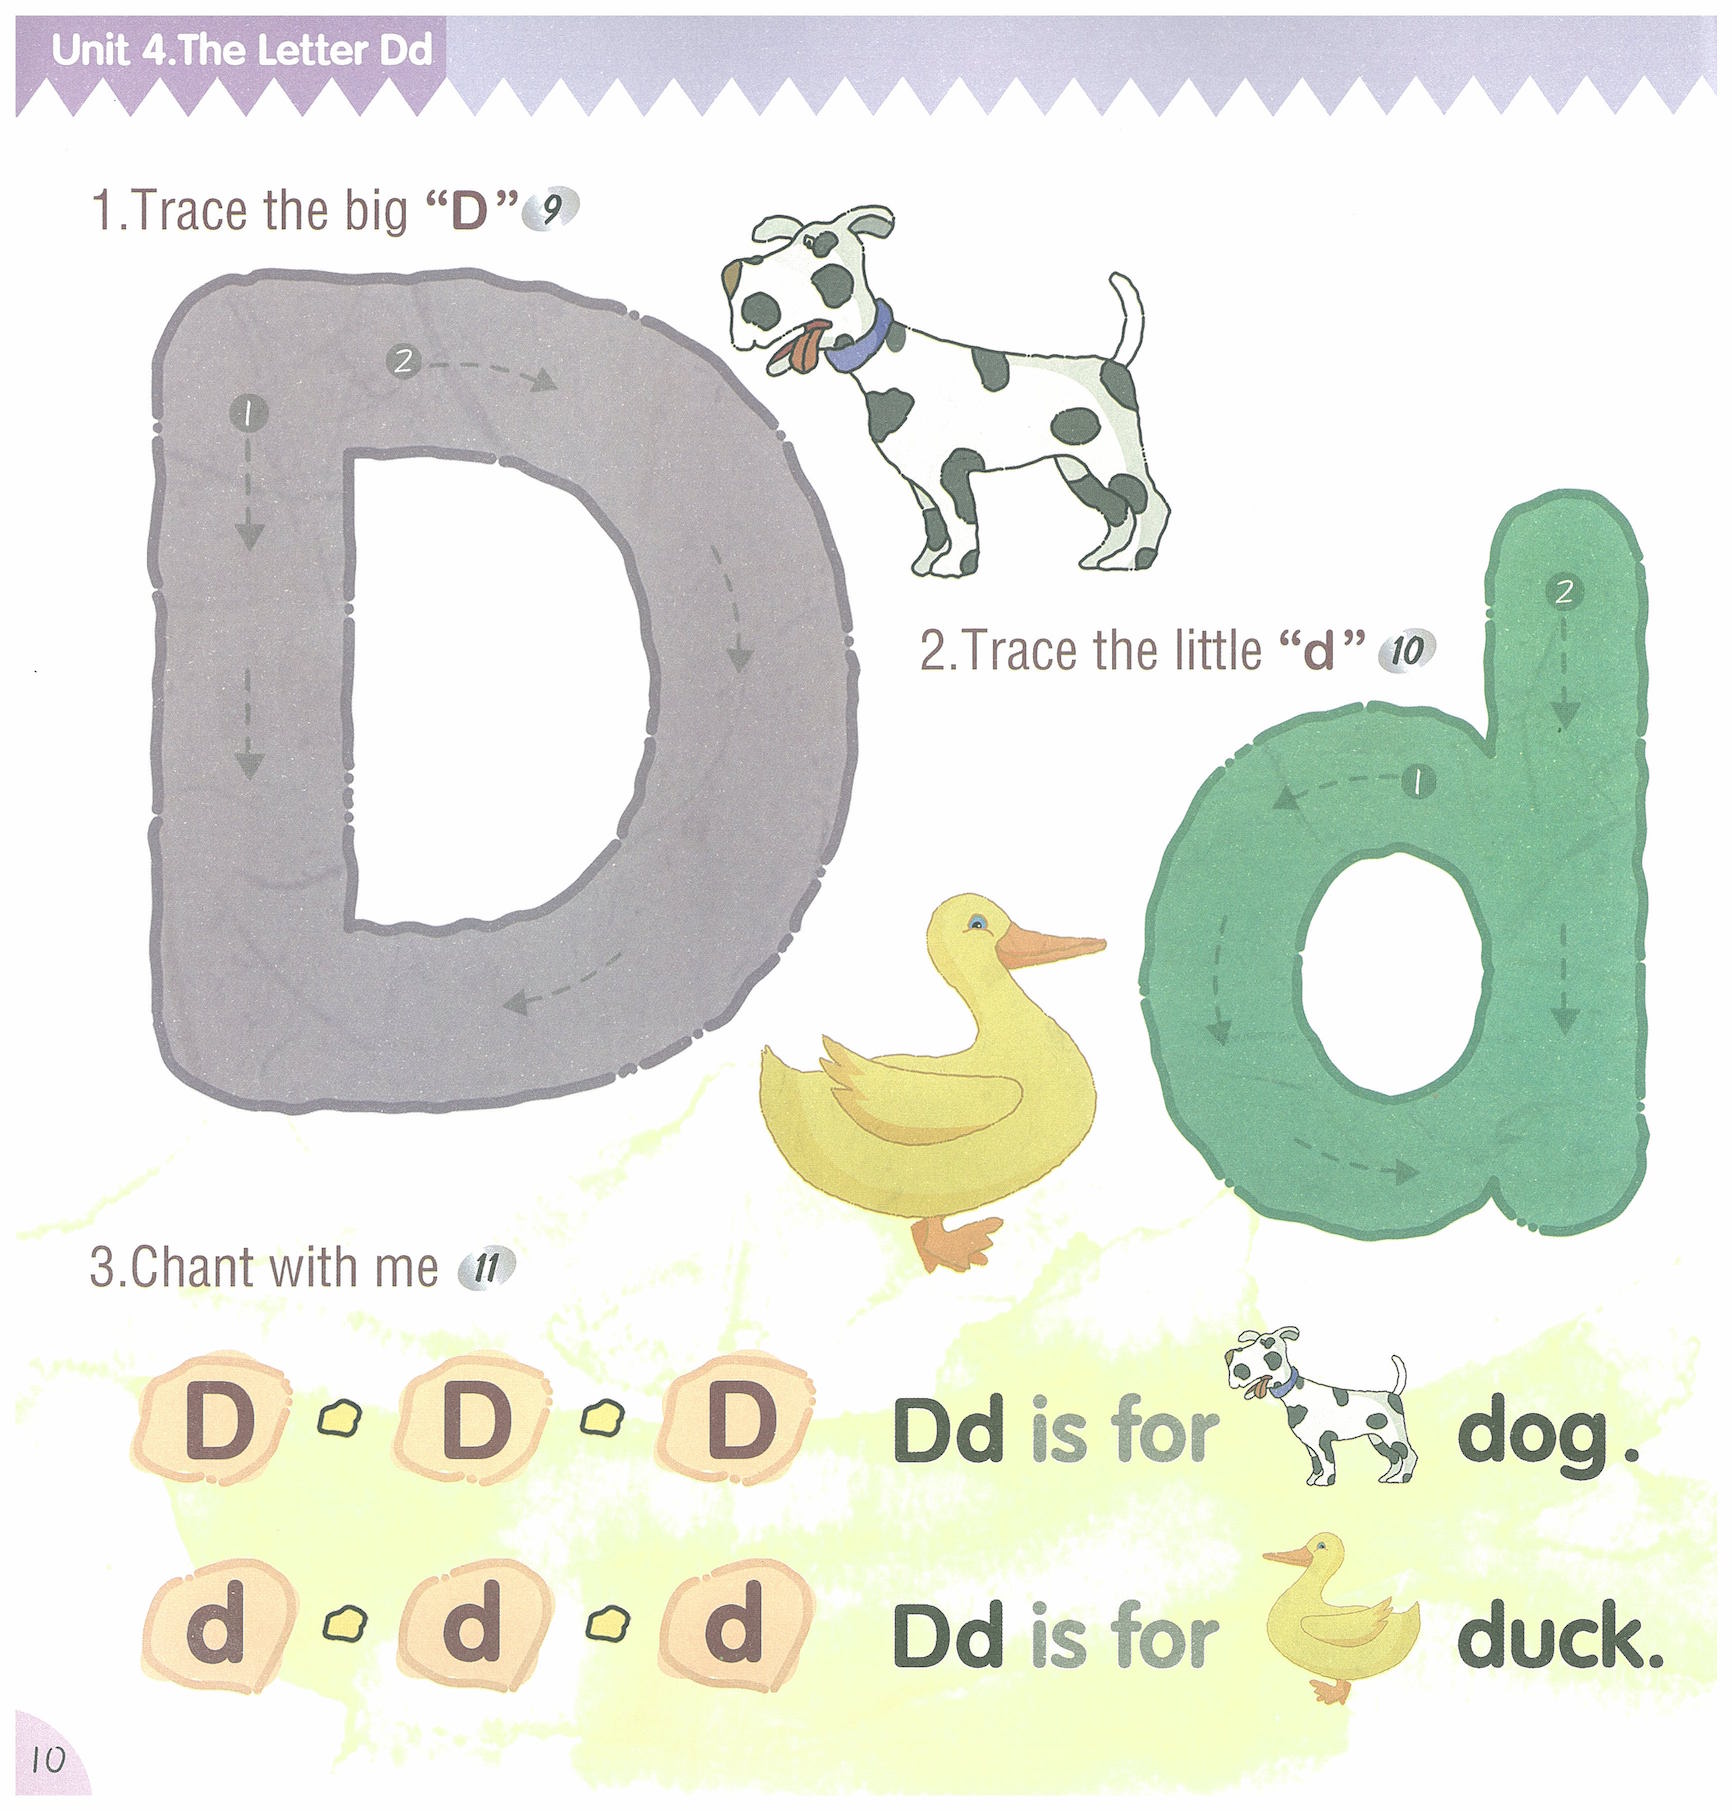 Unit 4.The Letter Dd
1.Trace the big “D” 9
2
1
2.Trace the little “d” 10
2
1
3.Chant with me 11
D D D Dd is for dog.
d d d Dd is for duck.
10